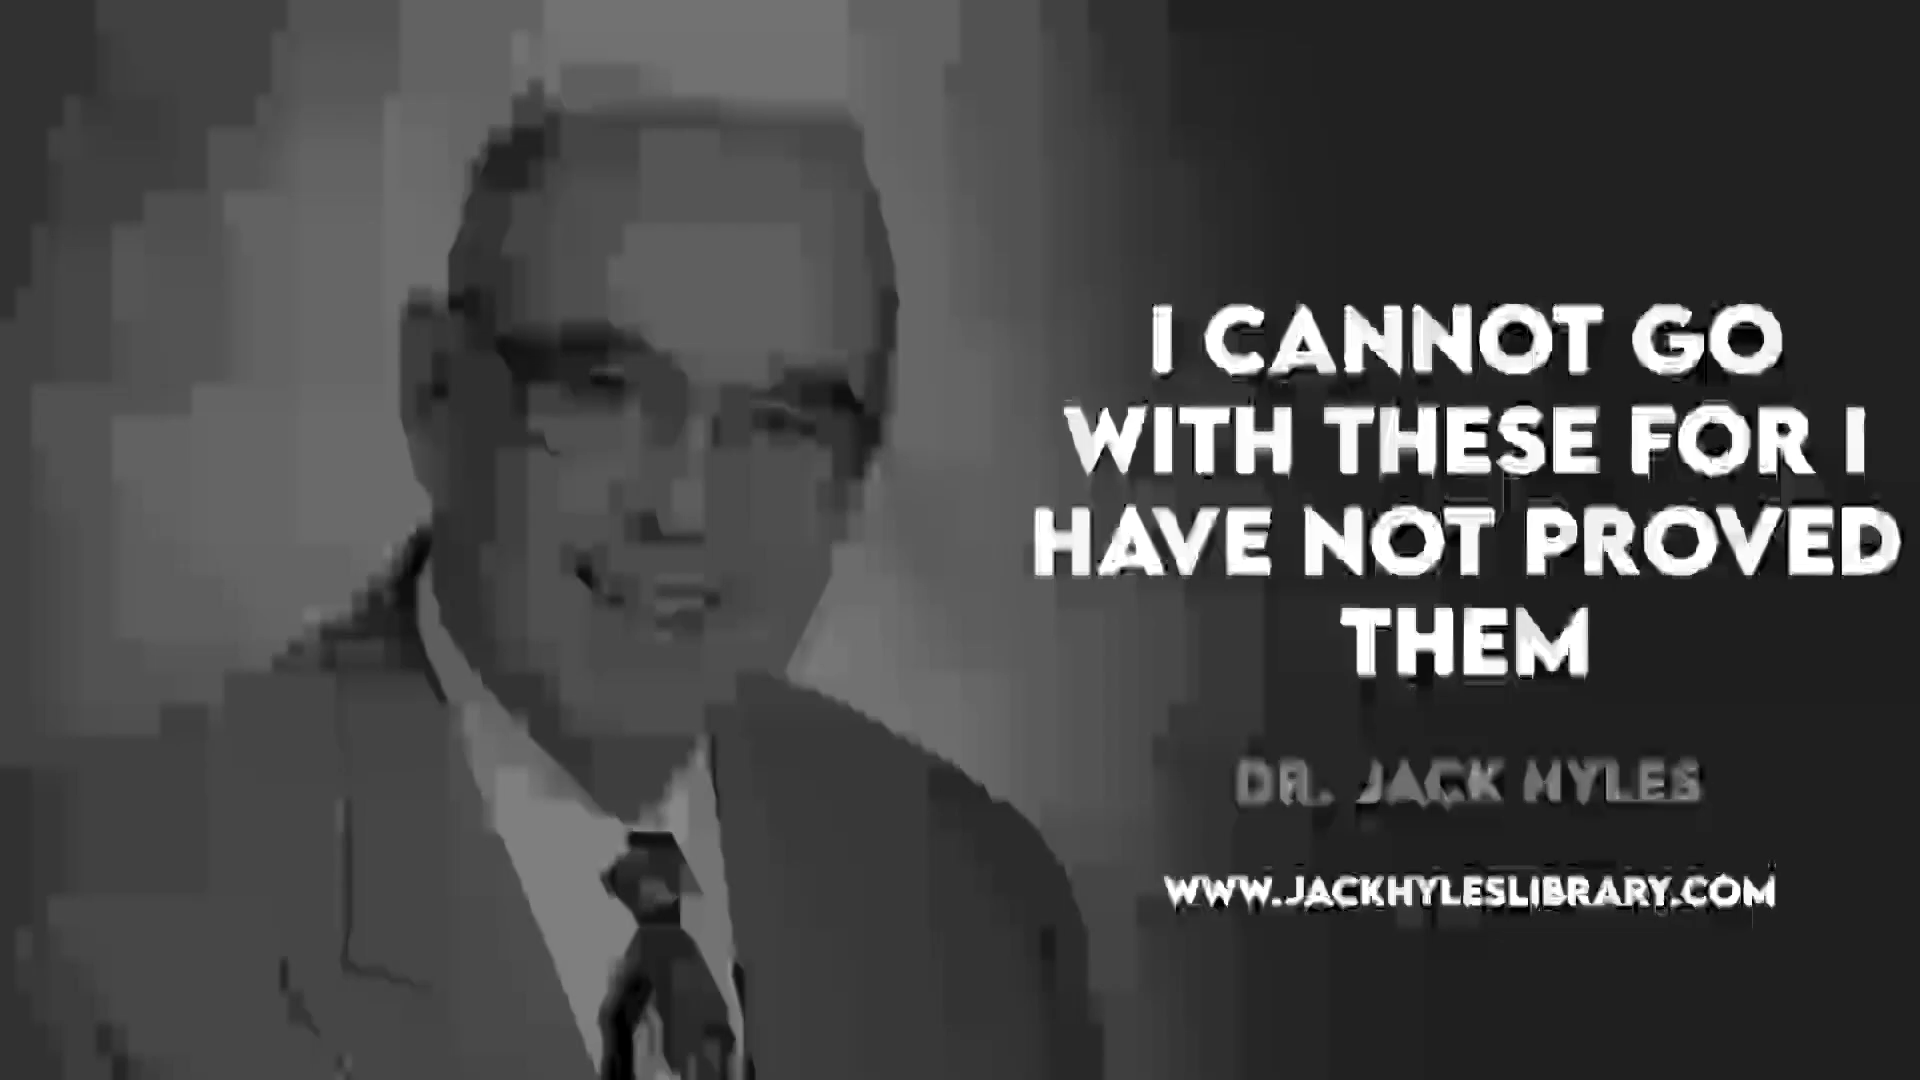 I CANNOT GO
WITH THESE FOR I
HAVE NOT PROVED
THEM
DR. JACK HYLES
WWW.JACKHYLESLIBRARY.COM